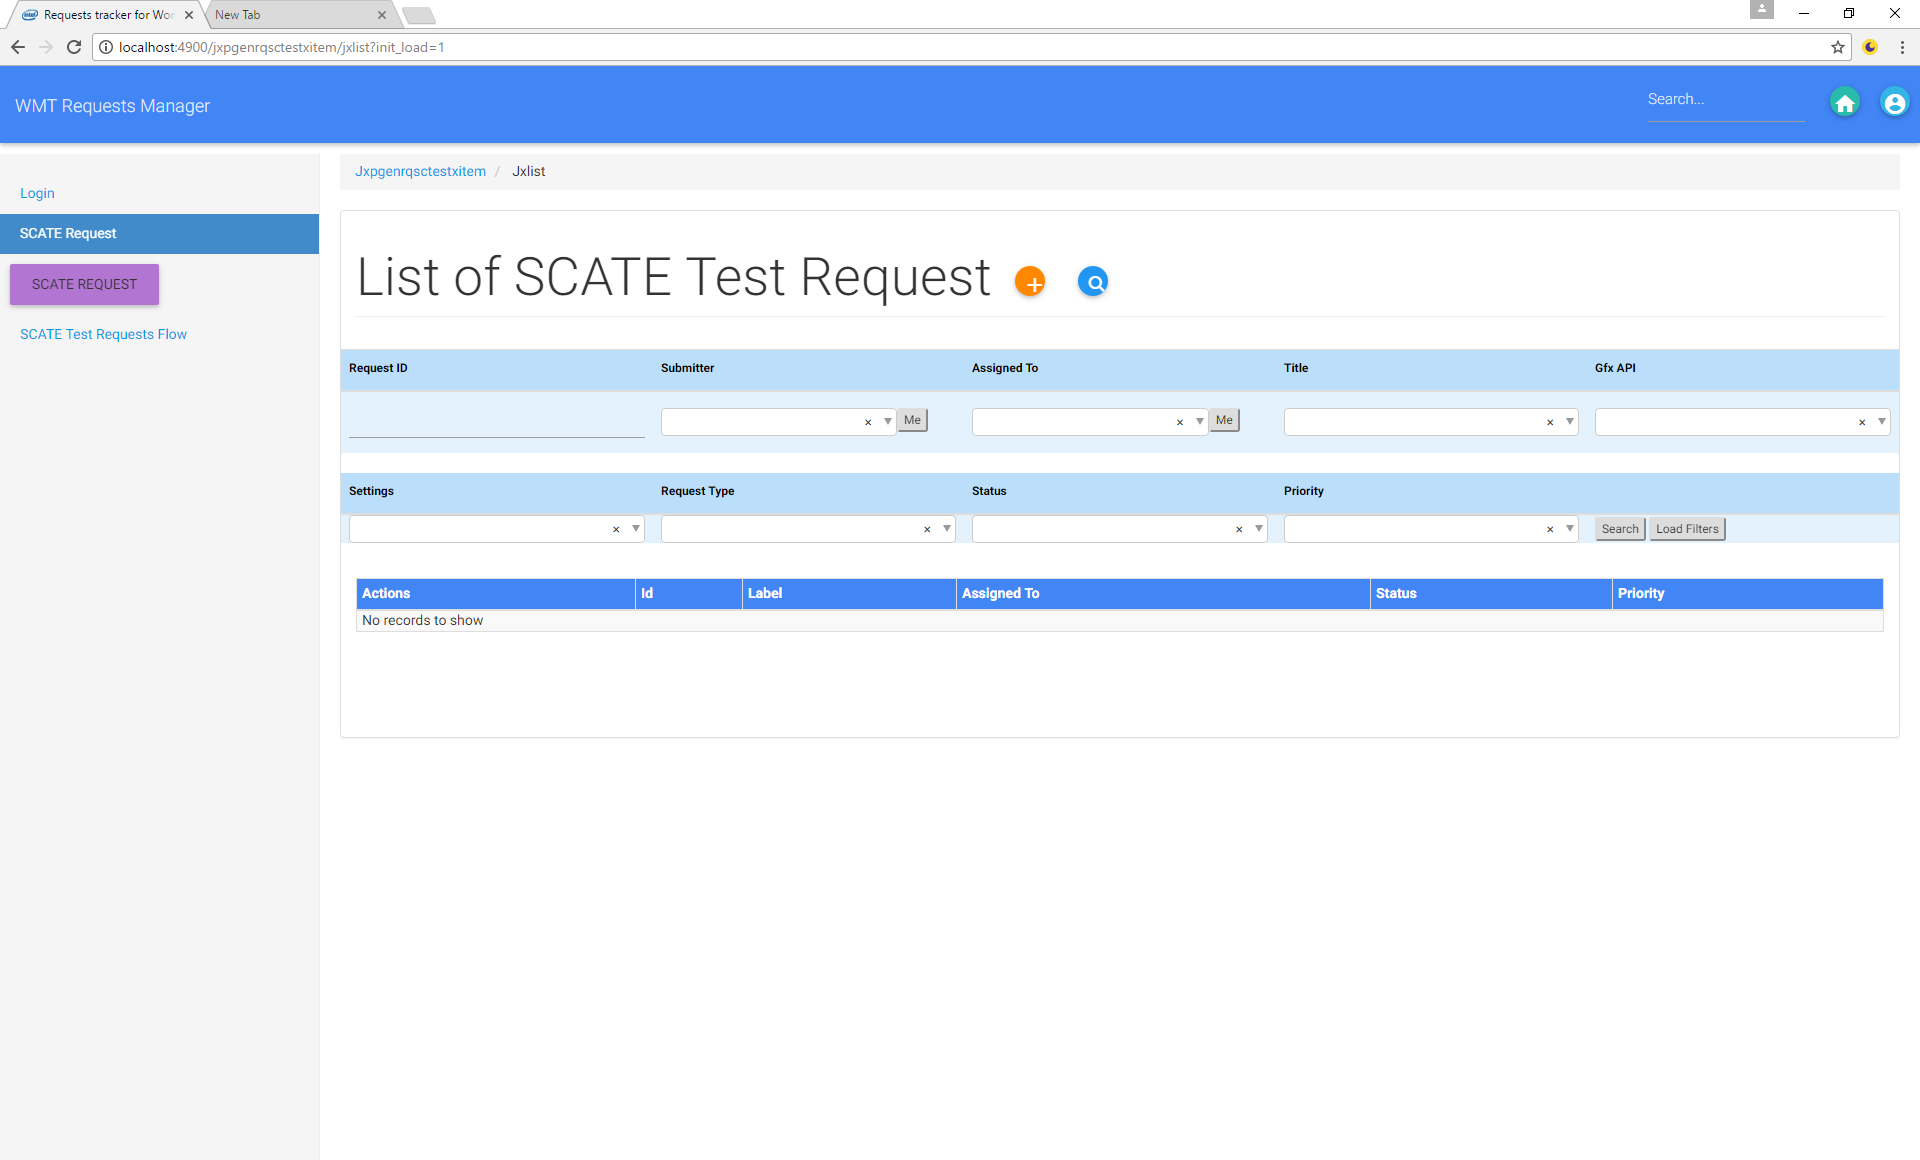 Requests tracker for Wor
New Tab
localhost:4900/jxpgenrqsctestxitem/jxlist?init_load=1
WMT Requests Manager
Search...
Login
SCATE Request
SCATE REQUEST
SCATE Test Requests Flow
Jxpgenrqsctestxitem / Jxlist
List of SCATE Test Request
Request ID Submitter Assigned To Title Gfx API
Me Me
Settings Request Type Status Priority
Search Load Filters
Actions Id Label Assigned To Status Priority
No records to show